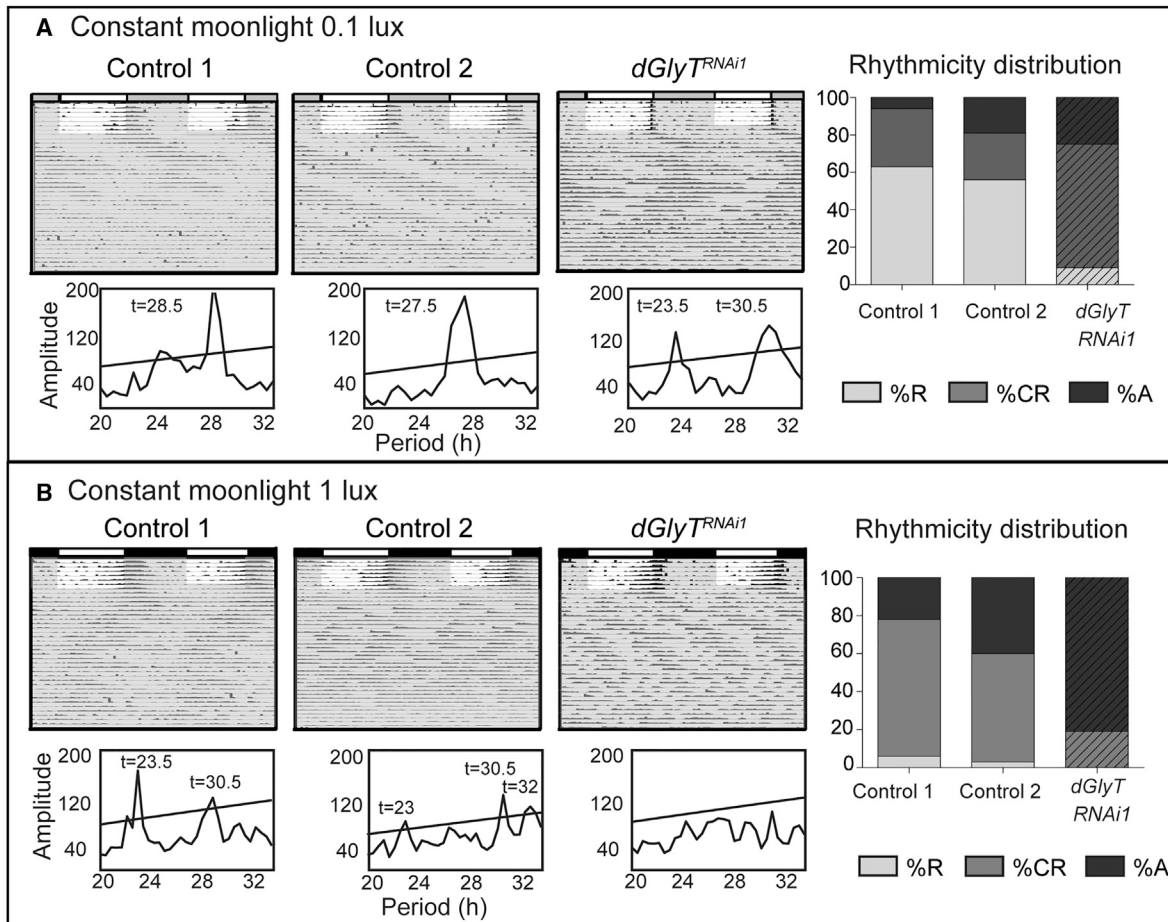 A Constant moonlight 0.1 lux
Control 1
Control 2
dGlyT RNAi1
Rhythmicity distribution
100
80
60
40
20
0
Control 1
Control 2
dGlyT
RNAi1
%R %CR %A
Amplitude
200
120
40
t=28.5
20 24 28 32
200
120
40
t=27.5
20 24 28 32
200
120
40
t=23.5 t=30.5
20 24 28 32
Period (h)
B Constant moonlight 1 lux
Control 1
Control 2
dGlyT RNAi1
Rhythmicity distribution
100
80
60
40
20
0
Control 1
Control 2
dGlyT
RNAi1
%R %CR %A
Amplitude
200
120
40
t=23.5
t=30.5
20 24 28 32
200
120
40
t=23
t=30.5
t=32
20 24 28 32
200
120
40
20 24 28 32
Period (h)